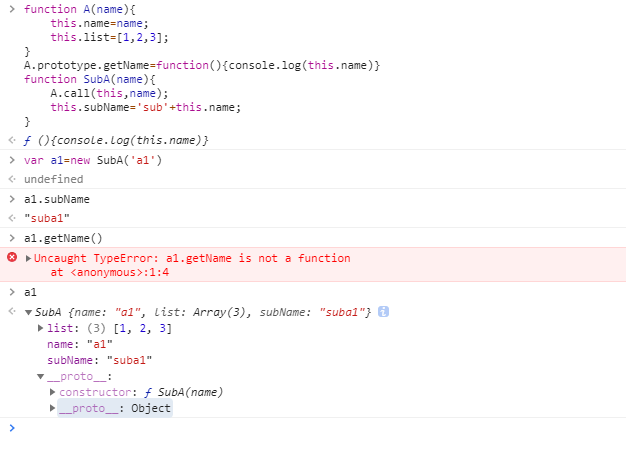 function A(name){
this.name=name;
this.list=[1,2,3];
}
A.prototype.getName=function(){console.log(this.name)}
function SubA(name){
A.call(this,name);
this.subName='sub'+this.name;
}
ƒ (){console.log(this.name)}
var a1=new SubA('a1')
undefined
a1.subName
"suba1"
a1.getName()
Uncaught TypeError: a1.getName is not a function
at <anonymous>:1:4
a1
SubA {name: "a1", list: Array(3), subName: "suba1"} i
list: (3) [1, 2, 3]
name: "a1"
subName: "suba1"
__proto__:
constructor: ƒ SubA(name)
__proto__: Object